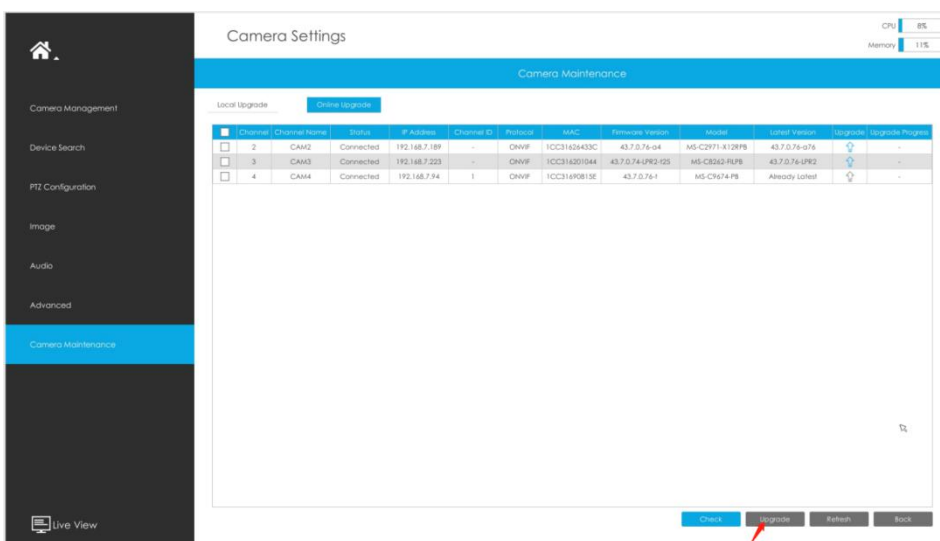 Camera Settings
CPU 8%
Memory 11%
Camera Maintenance
Camera Management
Device Search
PTZ Configuration
Image
Audio
Advanced
Camera Maintenance
Live View
Local Upgrade Online Upgrade
Channel Channel Name Status IP Address Channel ID Protocol MAC Firmware Version Model Latest Version Upgrade Upgrade Progress
2 CAM2 Connected 192.168.7.189 - ONVIF 1CC31626433C 43.7.0.76-a4 MS-C2971-X12RPB 43.7.0.76-a76 -
3 CAM3 Connected 192.168.7.223 - ONVIF 1CC316201044 43.7.0.74-LPR2-t25 MS-C8262-FILPB 43.7.0.76-LPR2 -
4 CAM4 Connected 192.168.7.94 1 ONVIF 1CC31690815E 43.7.0.76-f MS-C9674-PB Already Latest -
Check Upgrade Refresh Back